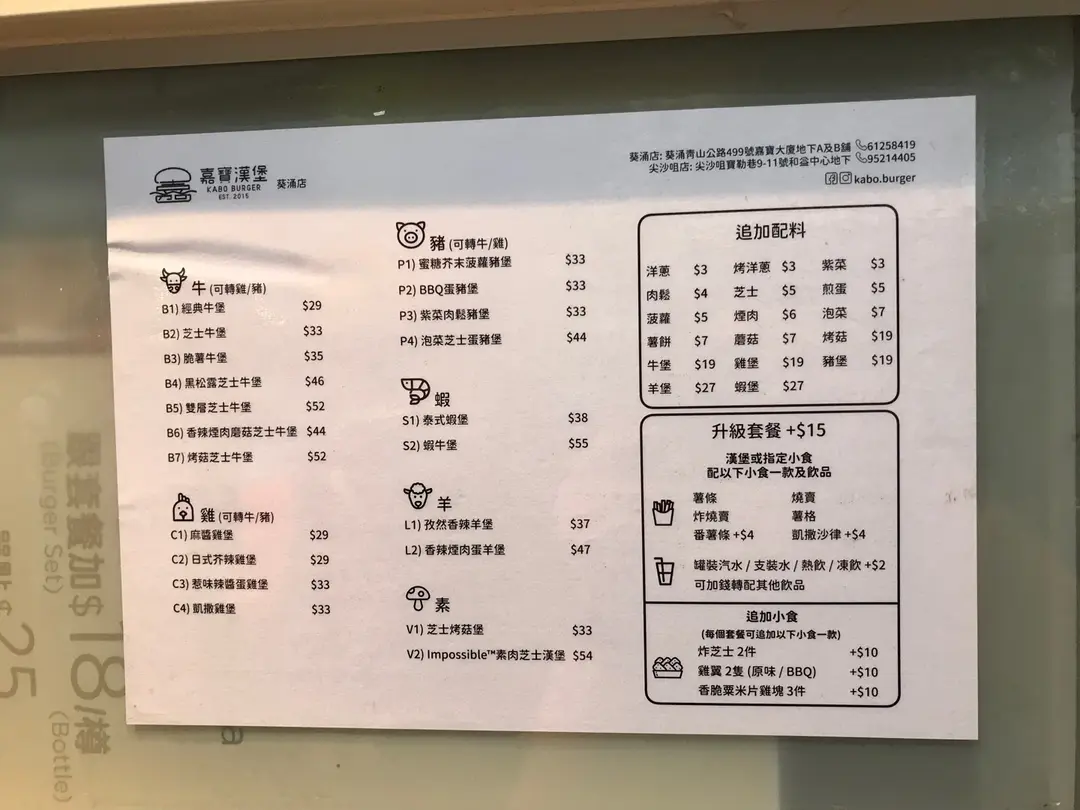 嘉寶漢堡
KABO BURGER
EST. 2015
葵涌店
葵涌店: 葵涌青山公路499號嘉寶大廈地下A及B舖 61258419
尖沙咀店: 尖沙咀寶勒巷9-11號和益中心地下 95214405
kabo.burger
牛 (可轉雞/豬)
B1) 經典牛堡 $29
B2) 芝士牛堡 $33
B3) 脆薯牛堡 $35
B4) 黑松露芝士牛堡 $46
B5) 雙層芝士牛堡 $52
B6) 香辣煙肉蘑菇芝士牛堡 $44
B7) 烤菇芝士牛堡 $52
雞 (可轉牛/豬)
C1) 麻醬雞堡 $29
C2) 日式芥辣雞堡 $29
C3) 惹味辣醬蛋雞堡 $33
C4) 凱撒雞堡 $33
豬 (可轉牛/雞)
P1) 蜜糖芥末菠蘿豬堡 $33
P2) BBQ蛋豬堡 $33
P3) 紫菜肉鬆豬堡 $33
P4) 泡菜芝士蛋豬堡 $44
蝦
S1) 泰式蝦堡 $38
S2) 蝦牛堡 $55
羊
L1) 孜然香辣羊堡 $37
L2) 香辣煙肉蛋羊堡 $47
素
V1) 芝士烤菇堡 $33
V2) Impossible™素肉芝士漢堡 $54
追加配料
洋蔥 $3 烤洋蔥 $3 紫菜 $3
肉鬆 $4 芝士 $5 煎蛋 $5
菠蘿 $5 煙肉 $6 泡菜 $7
薯餅 $7 蘑菇 $7 烤菇 $19
牛堡 $19 雞堡 $19 豬堡 $19
羊堡 $27 蝦堡 $27
升級套餐 +$15
漢堡或指定小食
配以下小食一款及飲品
薯條 燒賣
炸燒賣 薯格
番薯條 +$4 凱撒沙律 +$4
罐裝汽水 / 支裝水 / 熱飲 / 凍飲 +$2
可加錢轉配其他飲品
追加小食
(每個套餐可追加以下小食一款)
炸芝士 2件 +$10
雞翼 2隻 (原味 / BBQ) +$10
香脆粟米片雞塊 3件 +$10
套餐加$18/樽
(Burger Set)
(Bottle)
$25
a